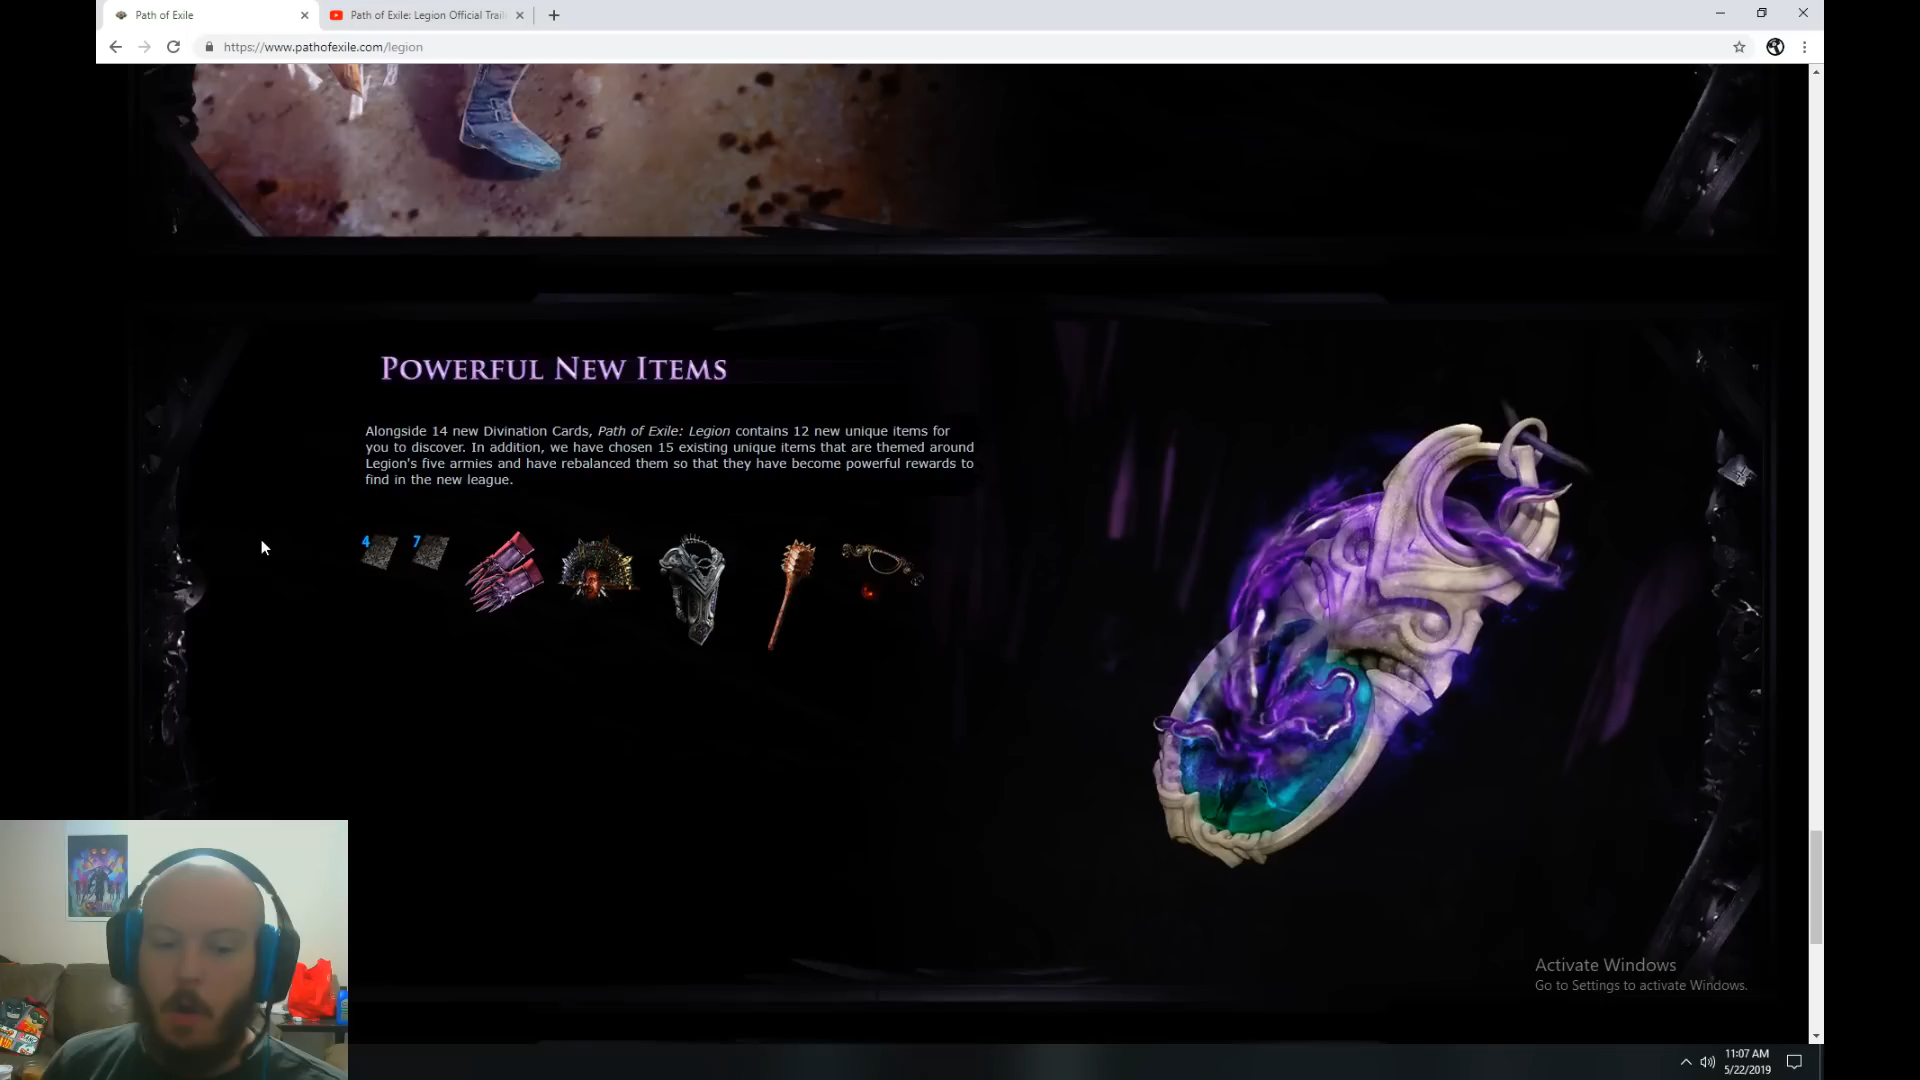 Path of Exile
Path of Exile: Legion Official Trail
https://www.pathofexile.com/legion
Powerful New Items
Alongside 14 new Divination Cards, Path of Exile: Legion contains 12 new unique items for
you to discover. In addition, we have chosen 15 existing unique items that are themed around
Legion's five armies and have rebalanced them so that they have become powerful rewards to
find in the new league.
4 7
Activate Windows
Go to Settings to activate Windows.
11:07 AM
5/22/2019